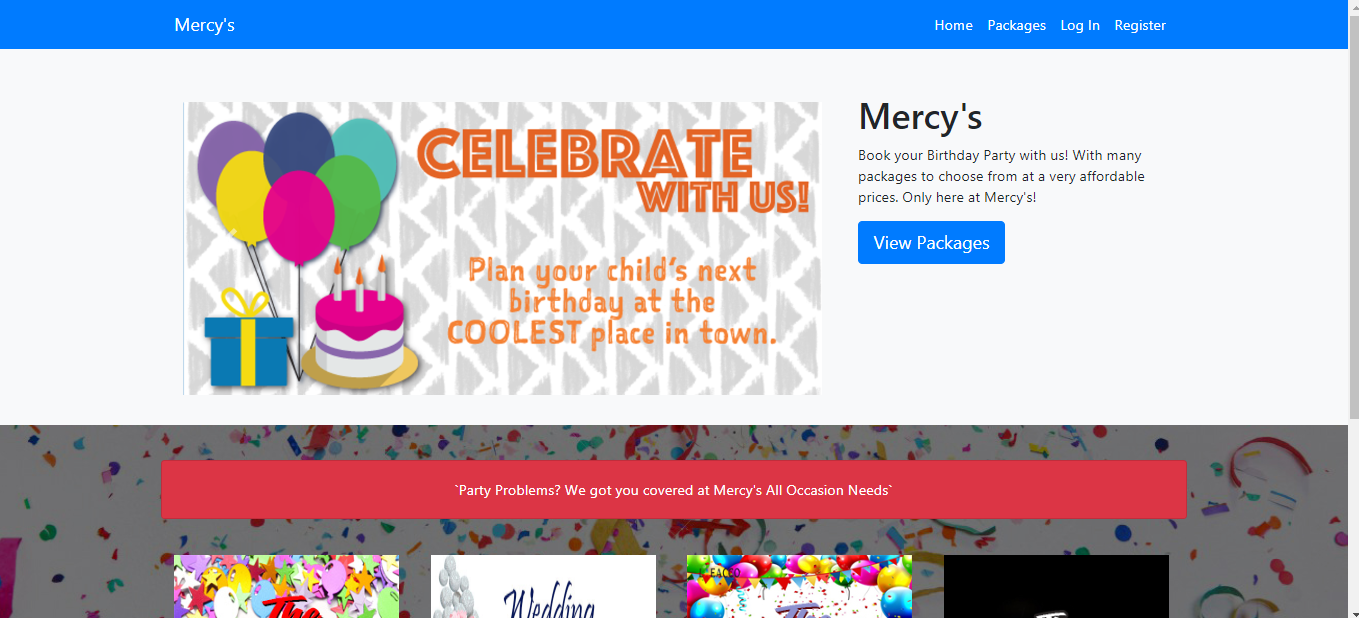 Mercy's
Home Packages Log In Register
CELEBRATE
WITH US!
Plan your child's next
birthday at the
COOLEST place in town.
Mercy's
Book your Birthday Party with us! With many
packages to choose from at a very affordable
prices. Only here at Mercy's!
View Packages
`Party Problems? We got you covered at Mercy's All Occasion Needs`
The
Wedding
The